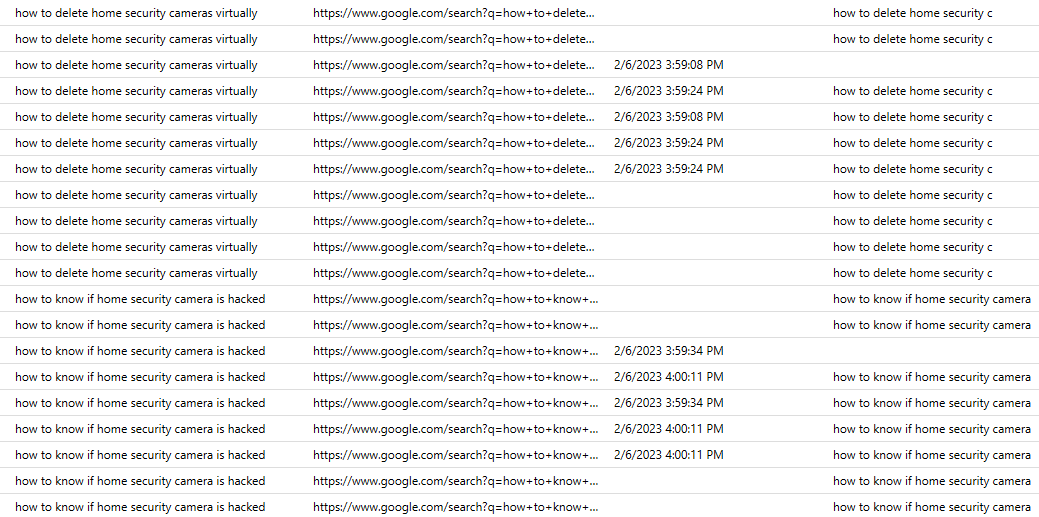 how to delete home security cameras virtually https://www.google.com/search?q=how+to+delete... how to delete home security c
how to delete home security cameras virtually https://www.google.com/search?q=how+to+delete... how to delete home security c
how to delete home security cameras virtually https://www.google.com/search?q=how+to+delete... 2/6/2023 3:59:08 PM
how to delete home security cameras virtually https://www.google.com/search?q=how+to+delete... 2/6/2023 3:59:24 PM how to delete home security c
how to delete home security cameras virtually https://www.google.com/search?q=how+to+delete... 2/6/2023 3:59:08 PM how to delete home security c
how to delete home security cameras virtually https://www.google.com/search?q=how+to+delete... 2/6/2023 3:59:24 PM how to delete home security c
how to delete home security cameras virtually https://www.google.com/search?q=how+to+delete... 2/6/2023 3:59:24 PM how to delete home security c
how to delete home security cameras virtually https://www.google.com/search?q=how+to+delete... how to delete home security c
how to delete home security cameras virtually https://www.google.com/search?q=how+to+delete... how to delete home security c
how to delete home security cameras virtually https://www.google.com/search?q=how+to+delete... how to delete home security c
how to delete home security cameras virtually https://www.google.com/search?q=how+to+delete... how to delete home security c
how to know if home security camera is hacked https://www.google.com/search?q=how+to+know+... how to know if home security camera
how to know if home security camera is hacked https://www.google.com/search?q=how+to+know+... how to know if home security camera
how to know if home security camera is hacked https://www.google.com/search?q=how+to+know+... 2/6/2023 3:59:34 PM
how to know if home security camera is hacked https://www.google.com/search?q=how+to+know+... 2/6/2023 4:00:11 PM how to know if home security camera
how to know if home security camera is hacked https://www.google.com/search?q=how+to+know+... 2/6/2023 3:59:34 PM how to know if home security camera
how to know if home security camera is hacked https://www.google.com/search?q=how+to+know+... 2/6/2023 4:00:11 PM how to know if home security camera
how to know if home security camera is hacked https://www.google.com/search?q=how+to+know+... 2/6/2023 4:00:11 PM how to know if home security camera
how to know if home security camera is hacked https://www.google.com/search?q=how+to+know+... how to know if home security camera
how to know if home security camera is hacked https://www.google.com/search?q=how+to+know+... how to know if home security camera